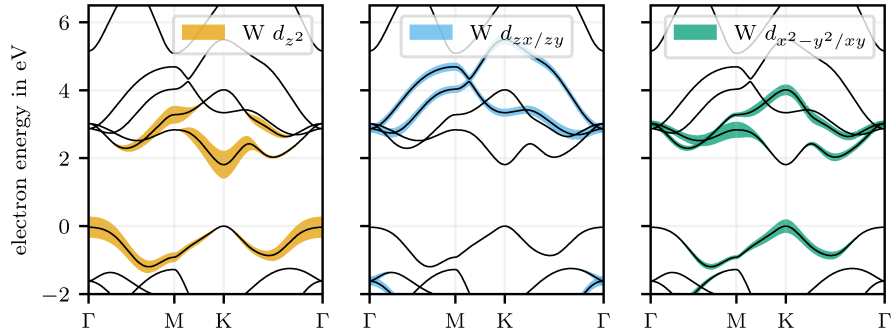 W d_{z^2}
W d_{zx/zy}
W d_{x^2-y^2/xy}
electron energy in eV
6
4
2
0
−2
Γ M K Γ
Γ M K Γ
Γ M K Γ